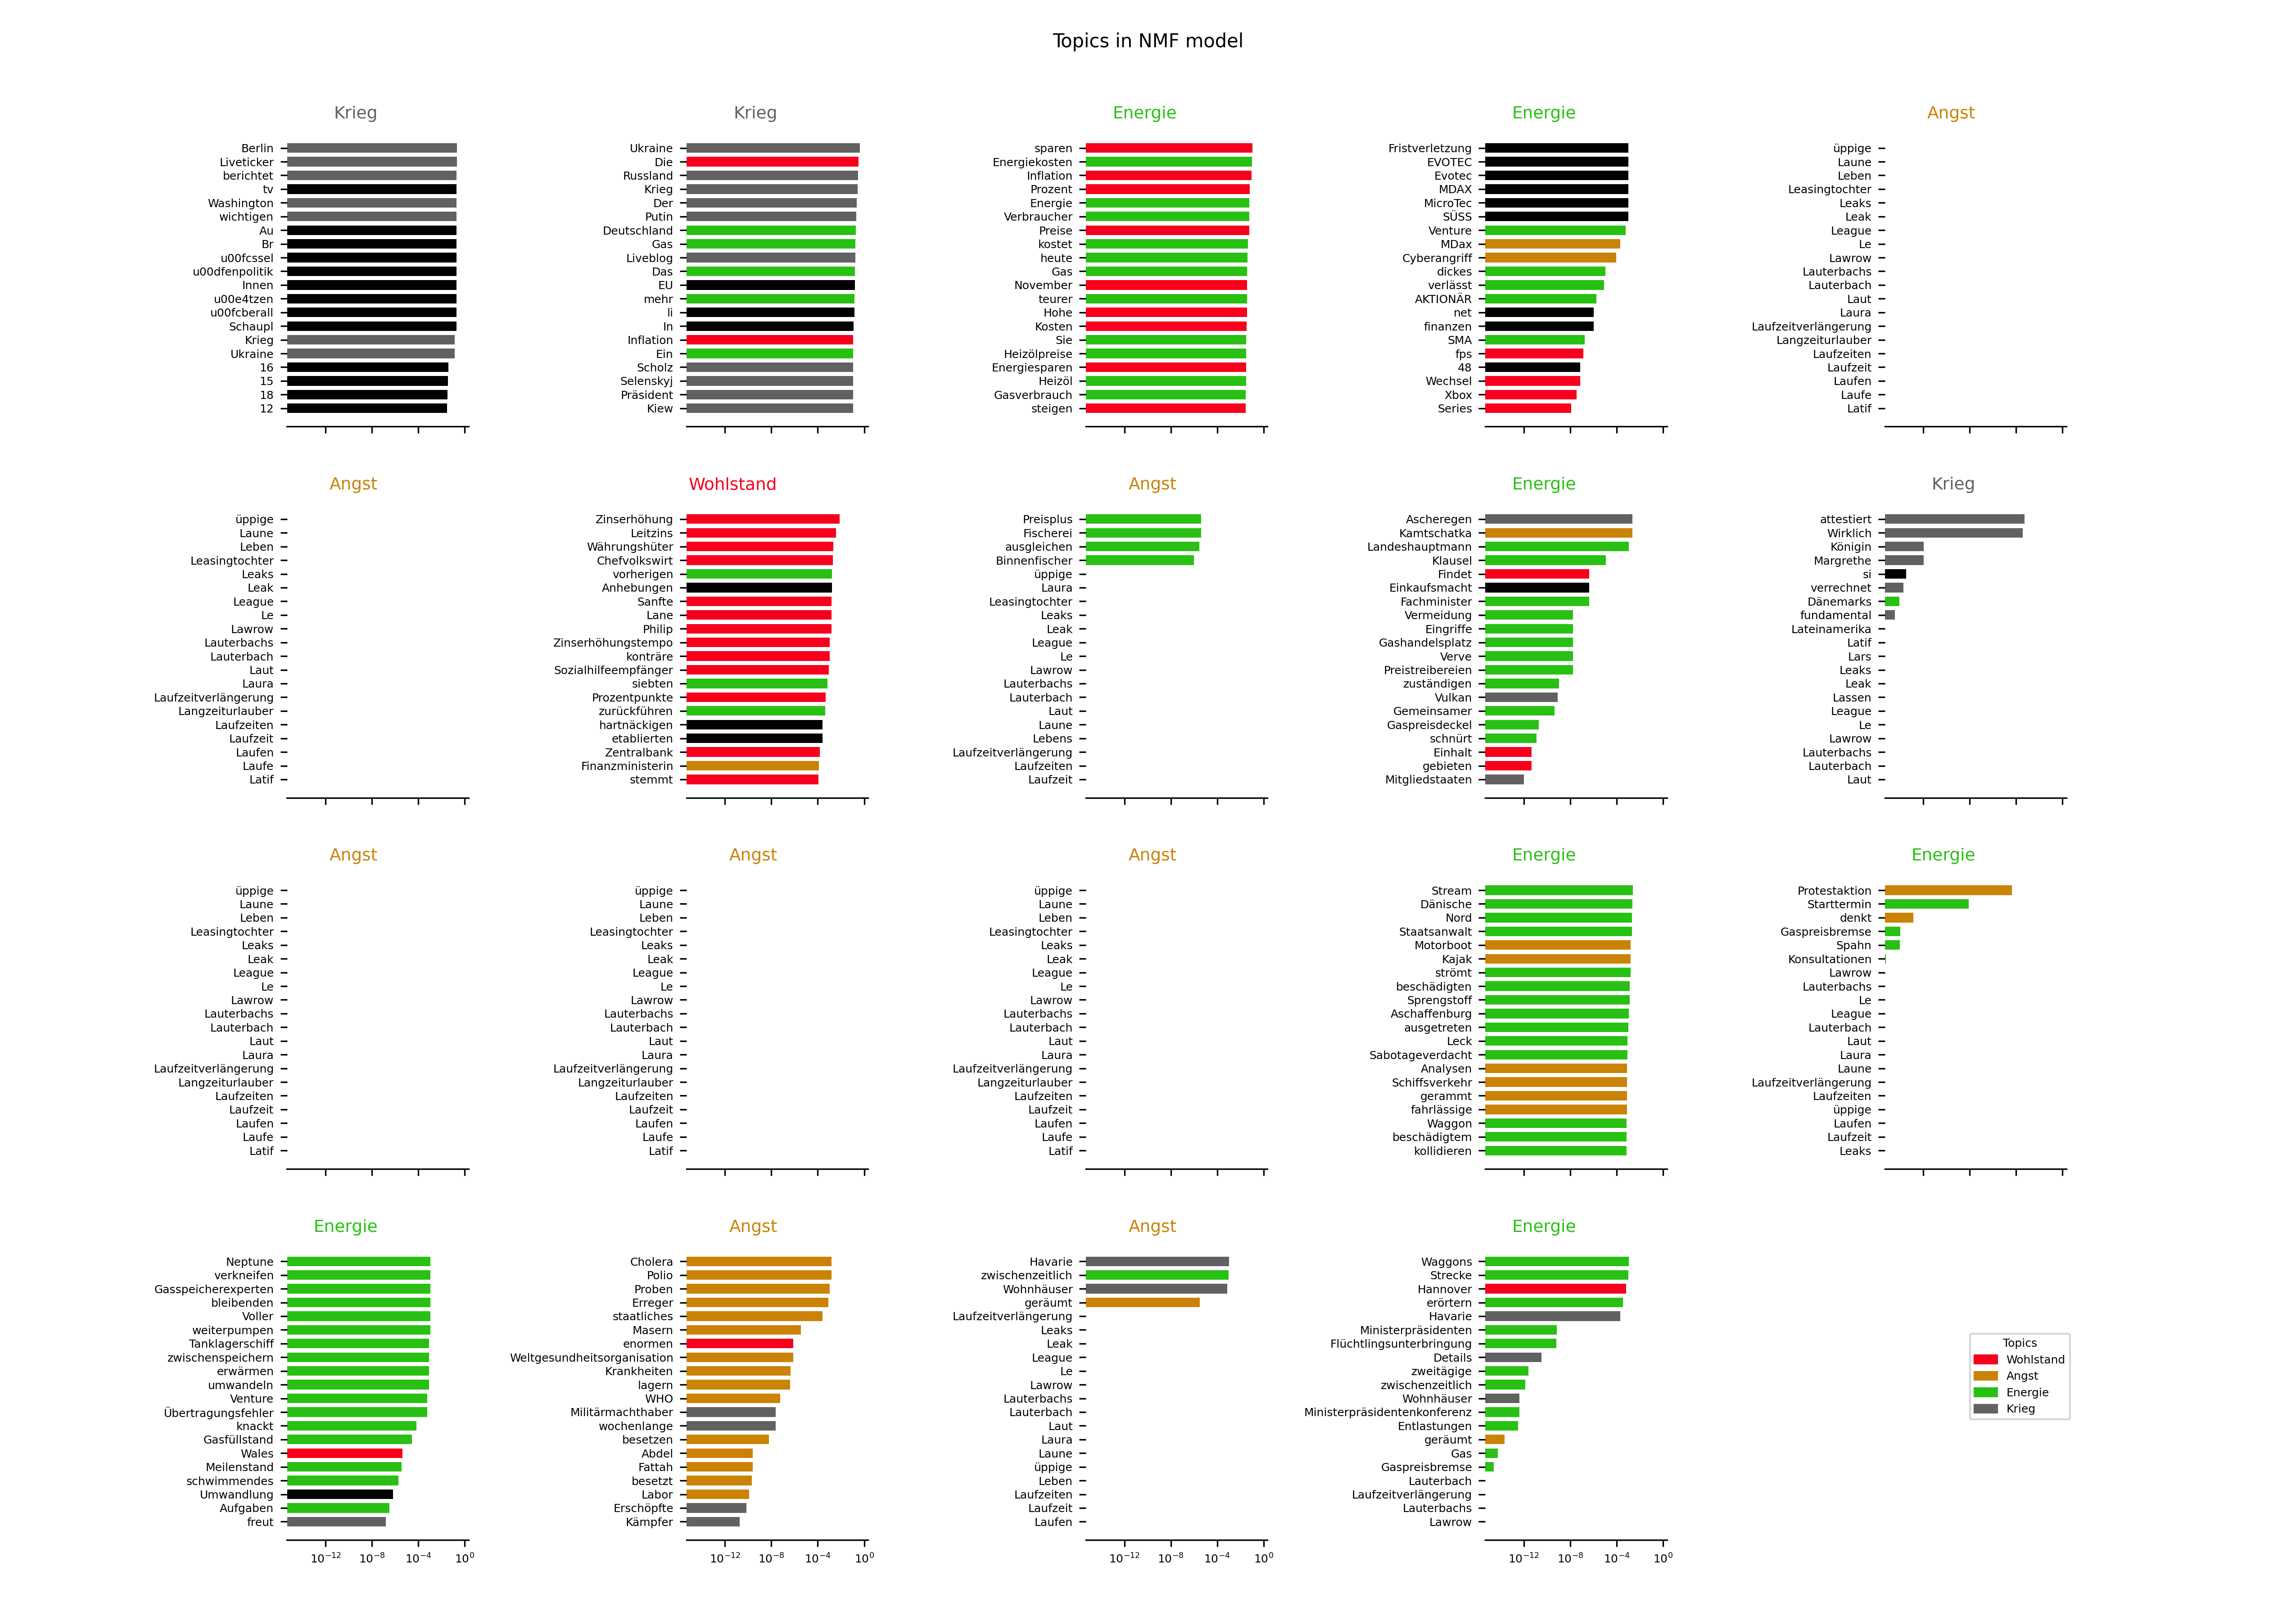 Topics in NMF model
Krieg
Berlin
Liveticker
berichtet
tv
Washington
wichtigen
Au
Br
u00fcssel
u00dfenpolitik
Innen
u00e4tzen
u00fcberall
Schaupl
Krieg
Ukraine
16
15
18
12
Krieg
Ukraine
Die
Russland
Krieg
Der
Putin
Deutschland
Gas
Liveblog
Das
EU
mehr
li
In
Inflation
Ein
Scholz
Selenskyj
Präsident
Kiew
Energie
sparen
Energiekosten
Inflation
Prozent
Energie
Verbraucher
Preise
kostet
heute
Gas
November
teurer
Hohe
Kosten
Sie
Heizölpreise
Energiesparen
Heizöl
Gasverbrauch
steigen
Energie
Fristverletzung
EVOTEC
Evotec
MDAX
MicroTec
SÜSS
Venture
MDax
Cyberangriff
dickes
verlässt
AKTIONÄR
net
finanzen
SMA
fps
48
Wechsel
Xbox
Series
Angst
üppige
Laune
Leben
Leasingtochter
Leaks
Leak
League
Le
Lawrow
Lauterbachs
Lauterbach
Laut
Laura
Laufzeitverlängerung
Langzeiturlauber
Laufzeiten
Laufzeit
Laufen
Laufe
Latif
Angst
üppige
Laune
Leben
Leasingtochter
Leaks
Leak
League
Le
Lawrow
Lauterbachs
Lauterbach
Laut
Laura
Laufzeitverlängerung
Langzeiturlauber
Laufzeiten
Laufzeit
Laufen
Laufe
Latif
Wohlstand
Zinserhöhung
Leitzins
Währungshüter
Chefvolkswirt
vorherigen
Anhebungen
Sanfte
Lane
Philip
Zinserhöhungstempo
konträre
Sozialhilfeempfänger
siebten
Prozentpunkte
zurückführen
hartnäckigen
etablierten
Zentralbank
Finanzministerin
stemmt
Angst
Preisplus
Fischerei
ausgleichen
Binnenfischer
üppige
Laura
Leasingtochter
Leaks
Leak
League
Le
Lawrow
Lauterbachs
Lauterbach
Laut
Laune
Lebens
Laufzeitverlängerung
Laufzeiten
Laufzeit
Energie
Ascheregen
Kamtschatka
Landeshauptmann
Klausel
Findet
Einkaufsmacht
Fachminister
Vermeidung
Eingriffe
Gashandelsplatz
Verve
Preistreibereien
zuständigen
Vulkan
Gemeinsamer
Gaspreisdeckel
schnürt
Einhalt
gebieten
Mitgliedstaaten
Krieg
attestiert
Wirklich
Königin
Margrethe
si
verrechnet
Dänemarks
fundamental
Lateinamerika
Latif
Lars
Leaks
Leak
Lassen
League
Le
Lawrow
Lauterbachs
Lauterbach
Laut
Angst
üppige
Laune
Leben
Leasingtochter
Leaks
Leak
League
Le
Lawrow
Lauterbachs
Lauterbach
Laut
Laura
Laufzeitverlängerung
Langzeiturlauber
Laufzeiten
Laufzeit
Laufen
Laufe
Latif
Angst
üppige
Laune
Leben
Leasingtochter
Leaks
Leak
League
Le
Lawrow
Lauterbachs
Lauterbach
Laut
Laura
Laufzeitverlängerung
Langzeiturlauber
Laufzeiten
Laufzeit
Laufen
Laufe
Latif
Angst
üppige
Laune
Leben
Leasingtochter
Leaks
Leak
League
Le
Lawrow
Lauterbachs
Lauterbach
Laut
Laura
Laufzeitverlängerung
Langzeiturlauber
Laufzeiten
Laufzeit
Laufen
Laufe
Latif
Energie
Stream
Dänische
Nord
Staatsanwalt
Motorboot
Kajak
strömt
beschädigten
Sprengstoff
Aschaffenburg
ausgetreten
Leck
Sabotageverdacht
Analysen
Schiffsverkehr
gerammt
fahrlässige
Waggon
beschädigtem
kollidieren
Energie
Protestaktion
Starttermin
denkt
Gaspreisbremse
Spahn
Konsultationen
Lawrow
Lauterbachs
Le
League
Lauterbach
Laut
Laura
Laune
Laufzeitverlängerung
Laufzeiten
üppige
Laufen
Laufzeit
Leaks
Energie
Neptune
verkneifen
Gasspeicherexperten
bleibenden
Voller
weiterpumpen
Tanklagerschiff
zwischenspeichern
erwärmen
umwandeln
Venture
Übertragungsfehler
knackt
Gasfüllstand
Wales
Meilenstand
schwimmendes
Umwandlung
Aufgaben
freut
10⁻¹² 10⁻⁸ 10⁻⁴ 10⁰
Angst
Cholera
Polio
Proben
Erreger
staatliches
Masern
enormen
Weltgesundheitsorganisation
Krankheiten
lagern
WHO
Militärmachthaber
wochenlange
besetzen
Abdel
Fattah
besetzt
Labor
Erschöpfte
Kämpfer
10⁻¹² 10⁻⁸ 10⁻⁴ 10⁰
Angst
Havarie
zwischenzeitlich
Wohnhäuser
geräumt
Laufzeitverlängerung
Leaks
Leak
League
Le
Lawrow
Lauterbachs
Lauterbach
Laut
Laura
Laune
üppige
Leben
Laufzeiten
Laufzeit
Laufen
10⁻¹² 10⁻⁸ 10⁻⁴ 10⁰
Energie
Waggons
Strecke
Hannover
erörtern
Havarie
Ministerpräsidenten
Flüchtlingsunterbringung
Details
zweitägige
zwischenzeitlich
Wohnhäuser
Ministerpräsidentenkonferenz
Entlastungen
geräumt
Gas
Gaspreisbremse
Lauterbach
Laufzeitverlängerung
Lauterbachs
Lawrow
10⁻¹² 10⁻⁸ 10⁻⁴ 10⁰
Topics
Wohlstand
Angst
Energie
Krieg